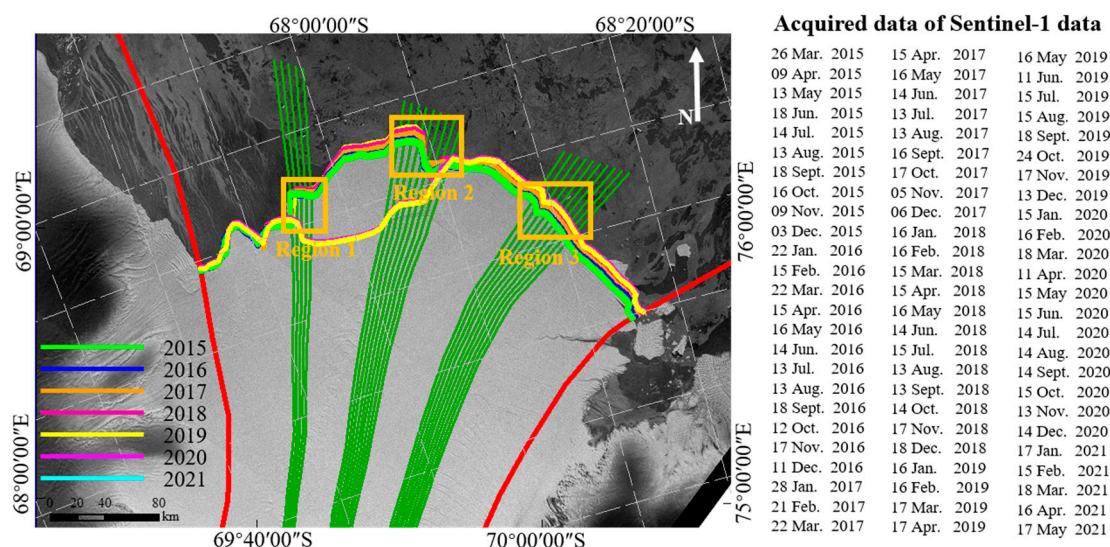 68°00′00″S
68°20′00″S
Acquired data of Sentinel-1 data
N
Region 2
Region 1
Region 3
69°00′00″E
76°00′00″E
2015
2016
2017
2018
2019
2020
2021
68°00′00″E
75°00′00″E
0 20 40 60 80
km
69°40′00″S
70°00′00″S
26 Mar. 2015 15 Apr. 2017 16 May 2019
09 Apr. 2015 16 May 2017 11 Jun. 2019
13 May 2015 14 Jun. 2017 15 Jul. 2019
18 Jun. 2015 13 Jul. 2017 15 Aug. 2019
14 Jul. 2015 13 Aug. 2017 18 Sept. 2019
13 Aug. 2015 16 Sept. 2017 24 Oct. 2019
18 Sept. 2015 17 Oct. 2017 17 Nov. 2019
16 Oct. 2015 05 Nov. 2017 13 Dec. 2019
09 Nov. 2015 06 Dec. 2017 15 Jan. 2020
03 Dec. 2015 16 Jan. 2018 16 Feb. 2020
22 Jan. 2016 16 Feb. 2018 18 Mar. 2020
15 Feb. 2016 15 Mar. 2018 11 Apr. 2020
22 Mar. 2016 15 Apr. 2018 15 May 2020
15 Apr. 2016 16 May 2018 15 Jun. 2020
16 May 2016 14 Jun. 2018 14 Jul. 2020
14 Jun. 2016 15 Jul. 2018 14 Aug. 2020
13 Jul. 2016 13 Aug. 2018 14 Sept. 2020
13 Aug. 2016 13 Sept. 2018 15 Oct. 2020
18 Sept. 2016 14 Oct. 2018 13 Nov. 2020
12 Oct. 2016 17 Nov. 2018 14 Dec. 2020
17 Nov. 2016 18 Dec. 2018 17 Jan. 2021
11 Dec. 2016 16 Jan. 2019 15 Feb. 2021
28 Jan. 2017 16 Feb. 2019 18 Mar. 2021
21 Feb. 2017 17 Mar. 2019 16 Apr. 2021
22 Mar. 2017 17 Apr. 2019 17 May 2021